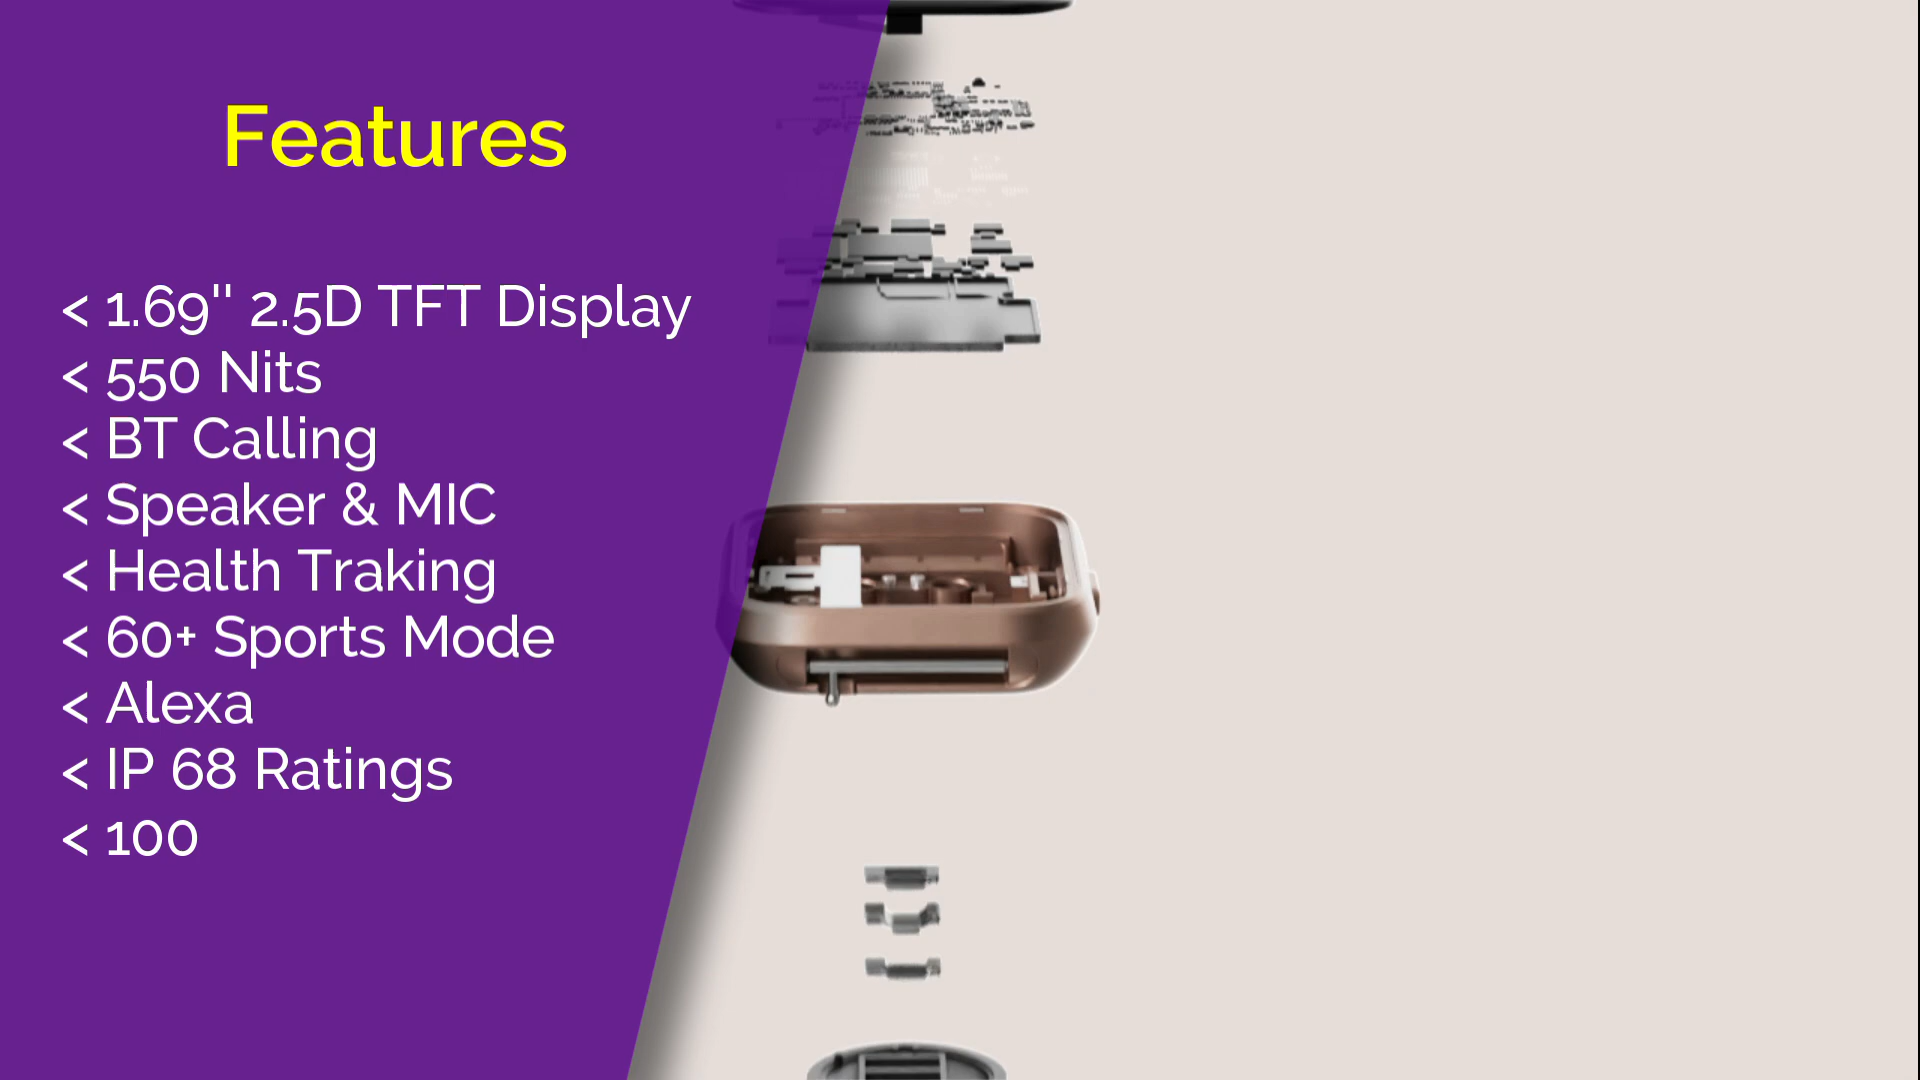 Features
< 1.69" 2.5D TFT Display
< 550 Nits
< BT Calling
< Speaker & MIC
< Health Traking
< 60+ Sports Mode
< Alexa
< IP 68 Ratings
< 100